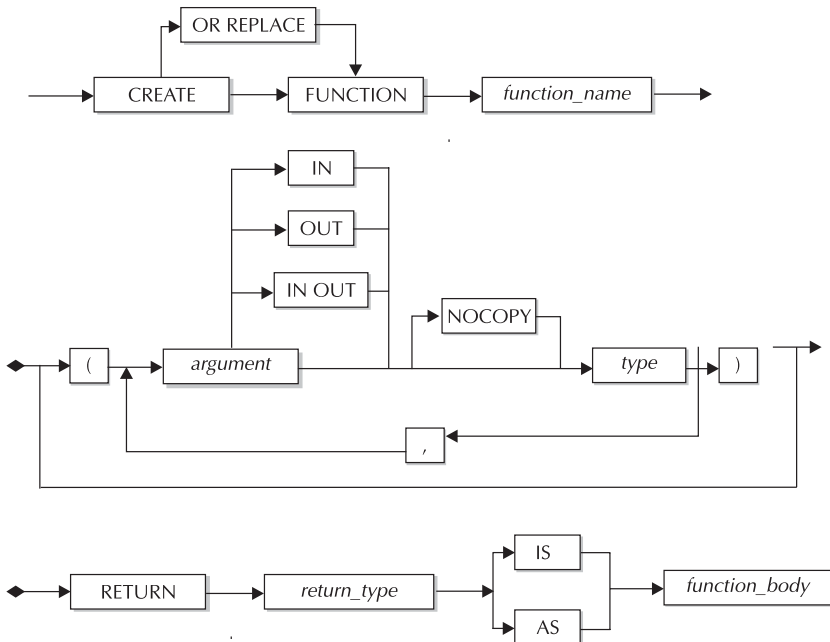 OR REPLACE
CREATE FUNCTION function_name
IN
OUT
IN OUT
NOCOPY
( argument type )
,
RETURN return_type IS function_body
AS